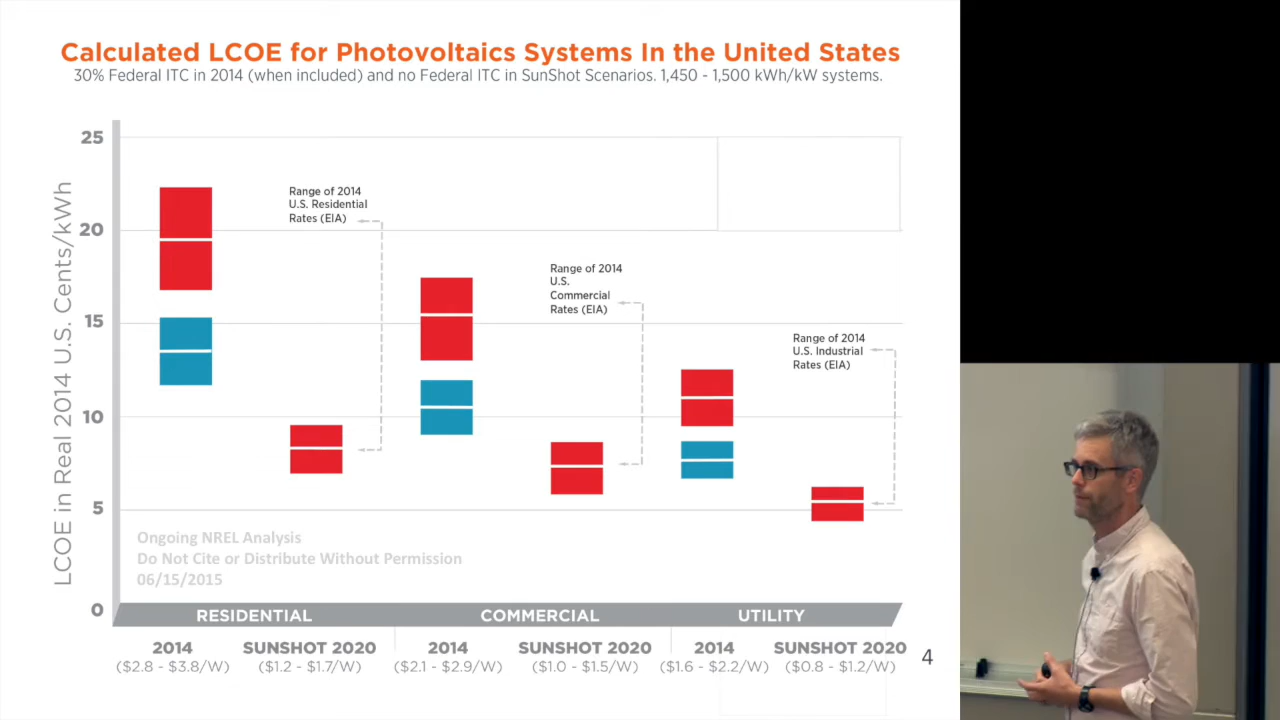 Calculated LCOE for Photovoltaics Systems In the United States
30% Federal ITC in 2014 (when included) and no Federal ITC in SunShot Scenarios. 1,450 - 1,500 kWh/kW systems.
LCOE in Real 2014 U.S. Cents/kWh
25
20
15
10
5
0
Range of 2014
U.S. Residential
Rates (EIA)
Range of 2014
U.S.
Commercial
Rates (EIA)
Range of 2014
U.S. Industrial
Rates (EIA)
Ongoing NREL Analysis
Do Not Cite or Distribute Without Permission
06/15/2015
RESIDENTIAL
COMMERCIAL
UTILITY
2014
($2.8 - $3.8/W)
SUNSHOT 2020
($1.2 - $1.7/W)
2014
($2.1 - $2.9/W)
SUNSHOT 2020
($1.0 - $1.5/W)
2014
($1.6 - $2.2/W)
SUNSHOT 2020
($0.8 - $1.2/W)
4